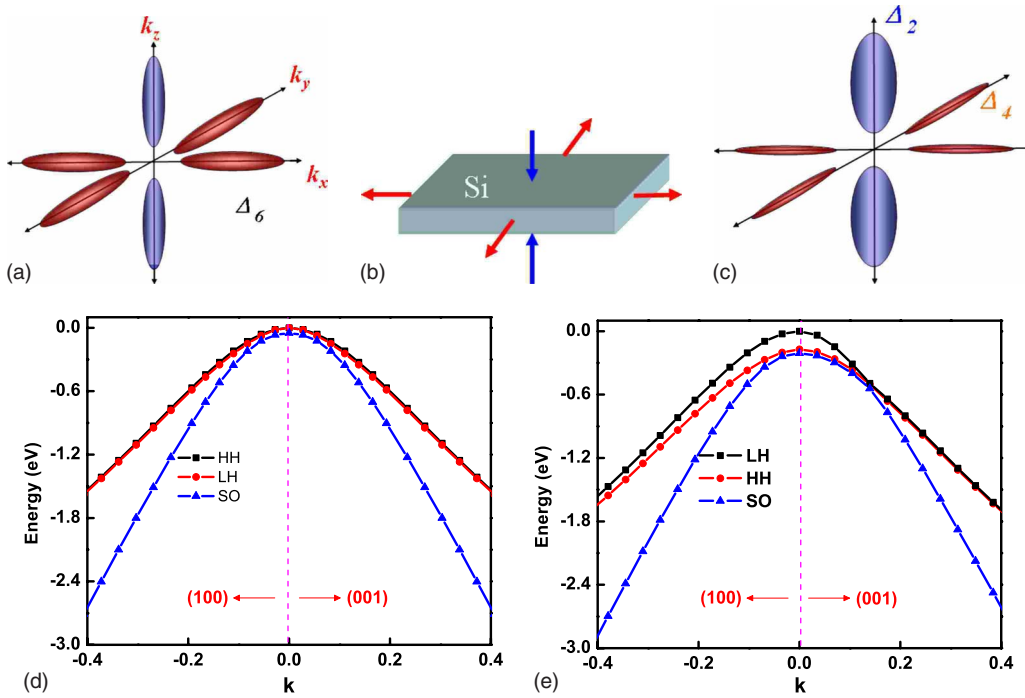 k_z
k_y
k_x
Δ_6
(a)
Si
(b)
Δ_2
Δ_4
(c)
0.0
-0.6
-1.2
-1.8
-2.4
-3.0
Energy (eV)
HH
LH
SO
(100)
(001)
-0.4
-0.2
0.0
0.2
0.4
k
(d)
0.0
-0.6
-1.2
-1.8
-2.4
-3.0
Energy (eV)
LH
HH
SO
(100)
(001)
-0.4
-0.2
0.0
0.2
0.4
k
(e)